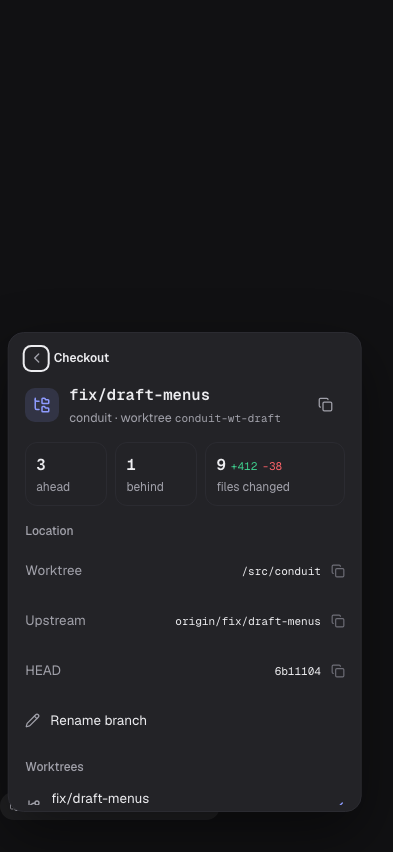 Checkout
fix/draft-menus
conduit · worktree conduit-wt-draft
3
ahead
1
behind
9 +412 -38
files changed
Location
Worktree /src/conduit
Upstream origin/fix/draft-menus
HEAD 6b11104
Rename branch
Worktrees
fix/draft-menus